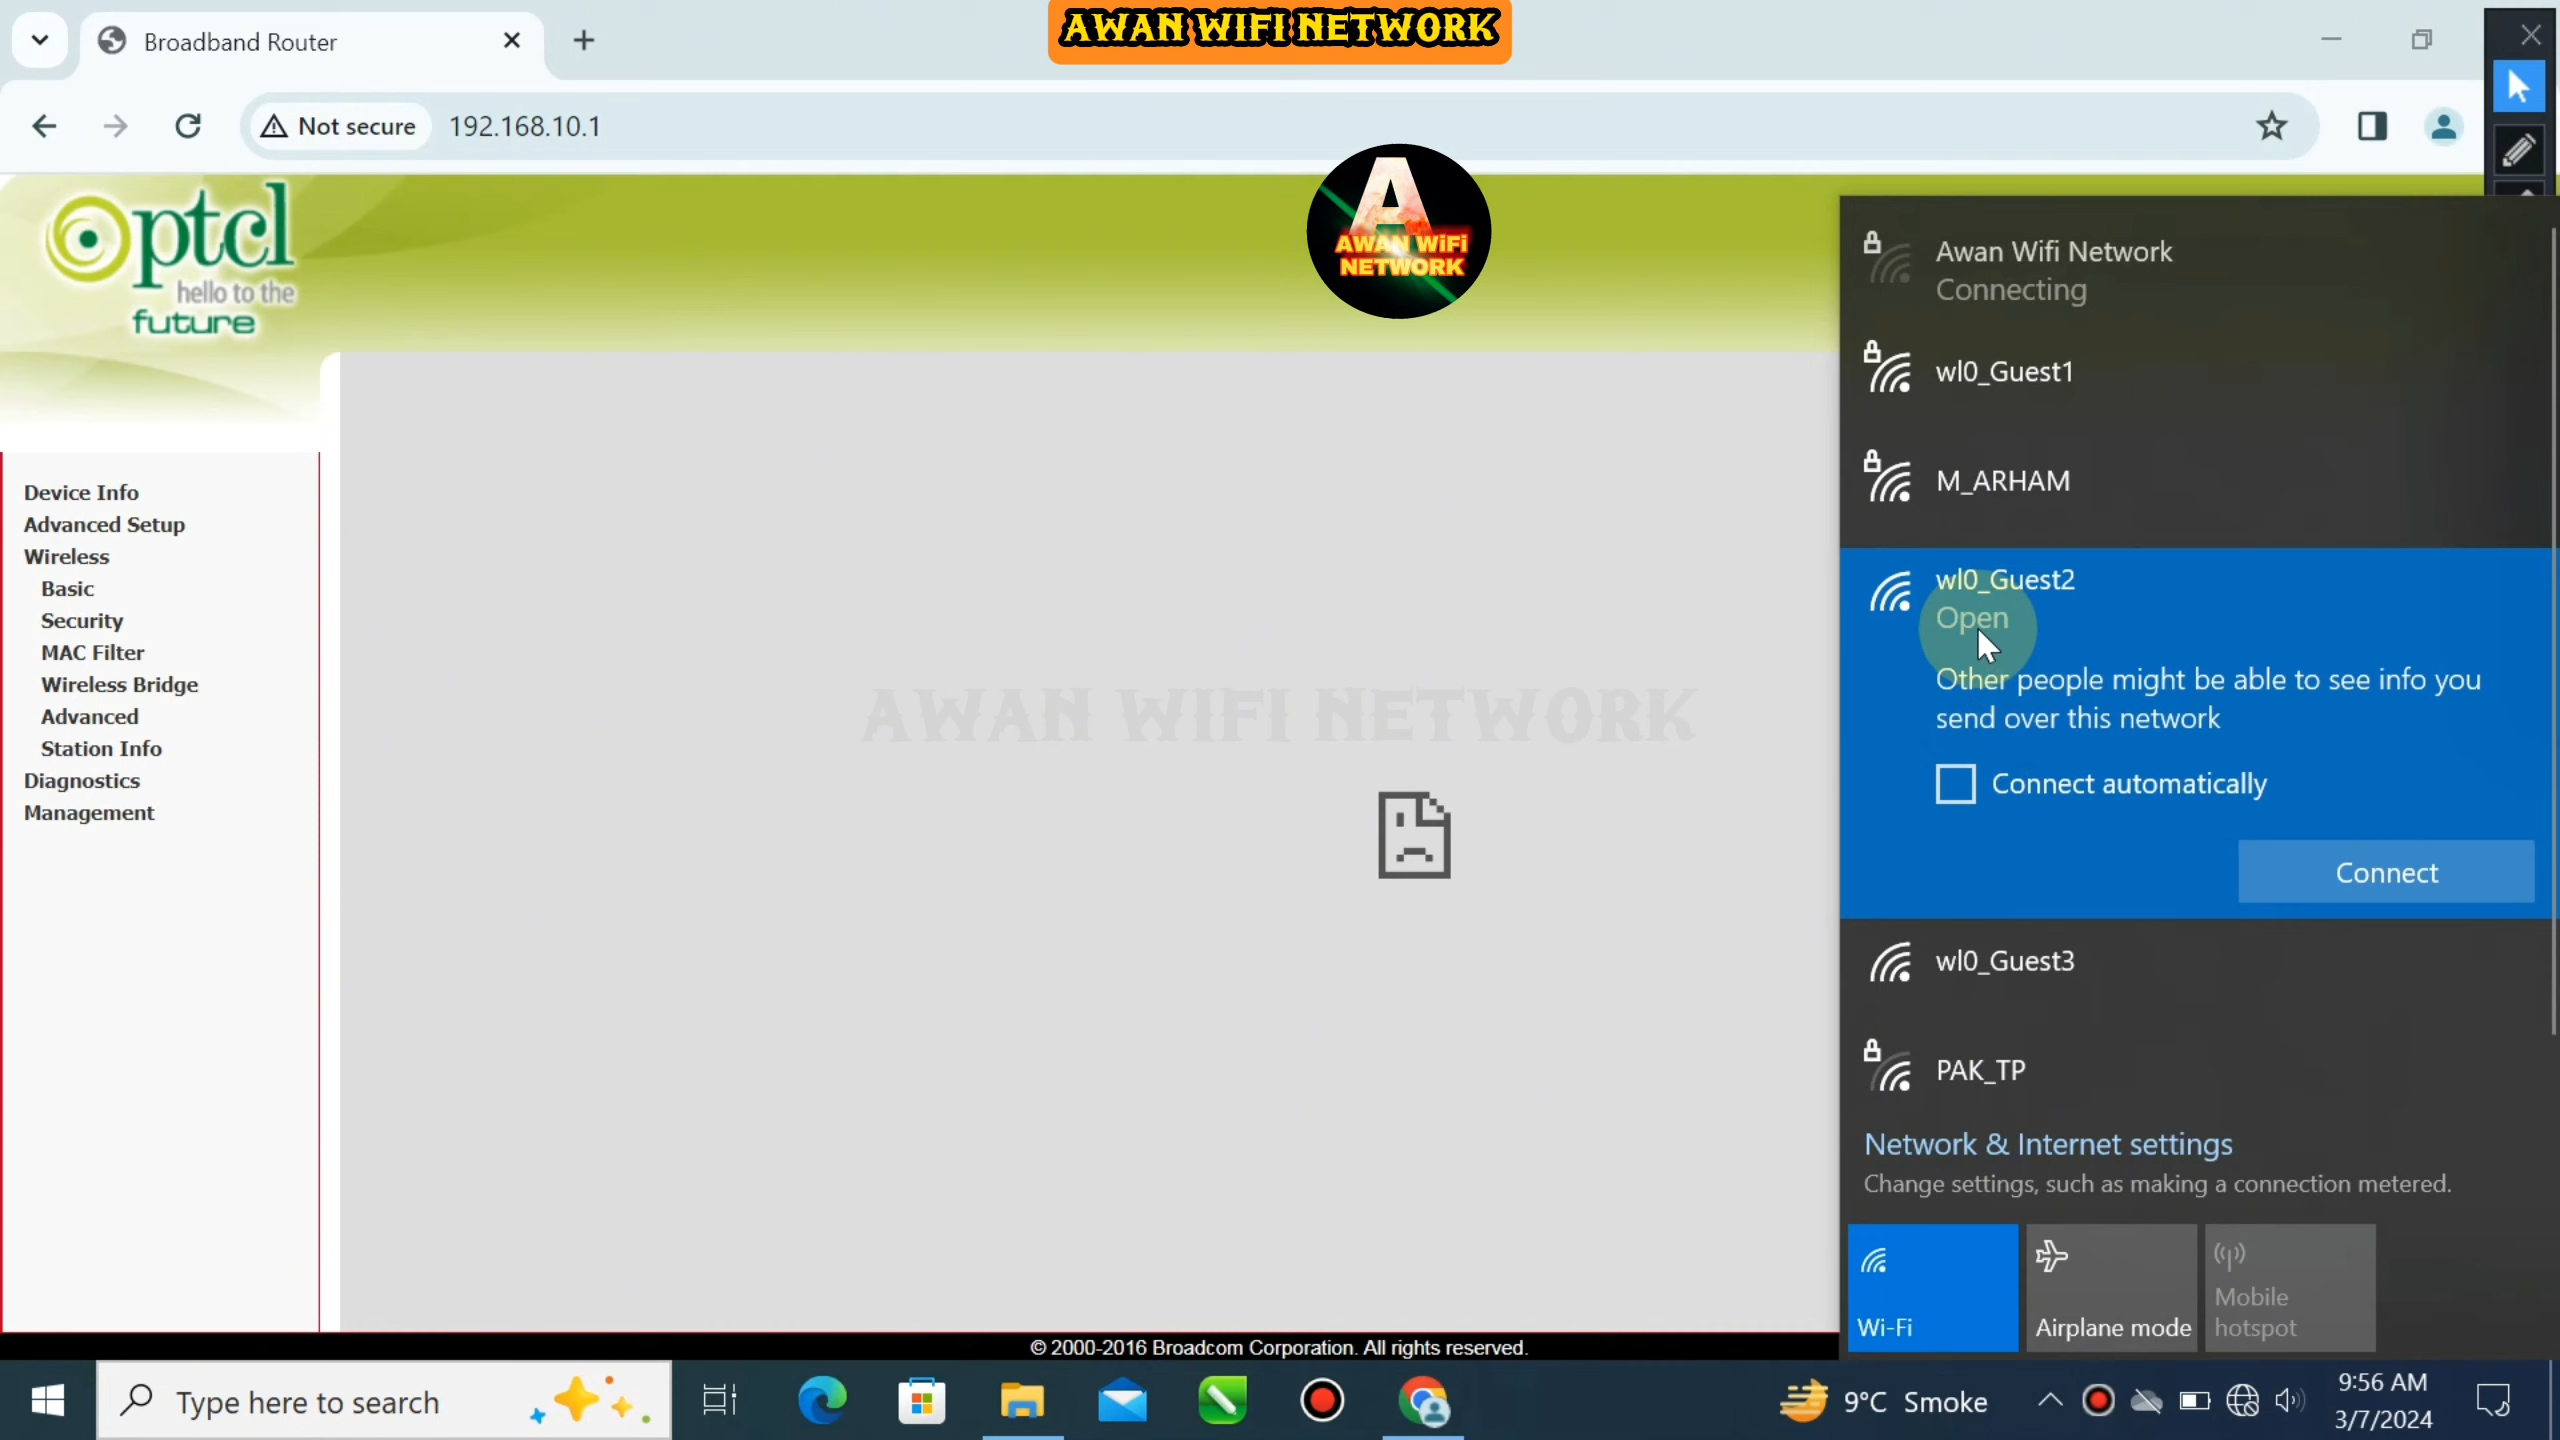 AWAN WIFI NETWORK
Broadband Router
Not secure
192.168.10.1
ptcl
hello to the
future
A
AWAN WiFi
NETWORK
Device Info
Advanced Setup
Wireless
Basic
Security
MAC Filter
Wireless Bridge
Advanced
Station Info
Diagnostics
Management
AWAN WIFI NETWORK
Awan Wifi Network
Connecting
wl0_Guest1
M_ARHAM
wl0_Guest2
Open
Other people might be able to see info you
send over this network
Connect automatically
Connect
wl0_Guest3
PAK_TP
Network & Internet settings
Change settings, such as making a connection metered.
Wi-Fi
Airplane mode
Mobile
hotspot
© 2000-2016 Broadcom Corporation. All rights reserved.
Type here to search
9°C Smoke
9:56 AM
3/7/2024